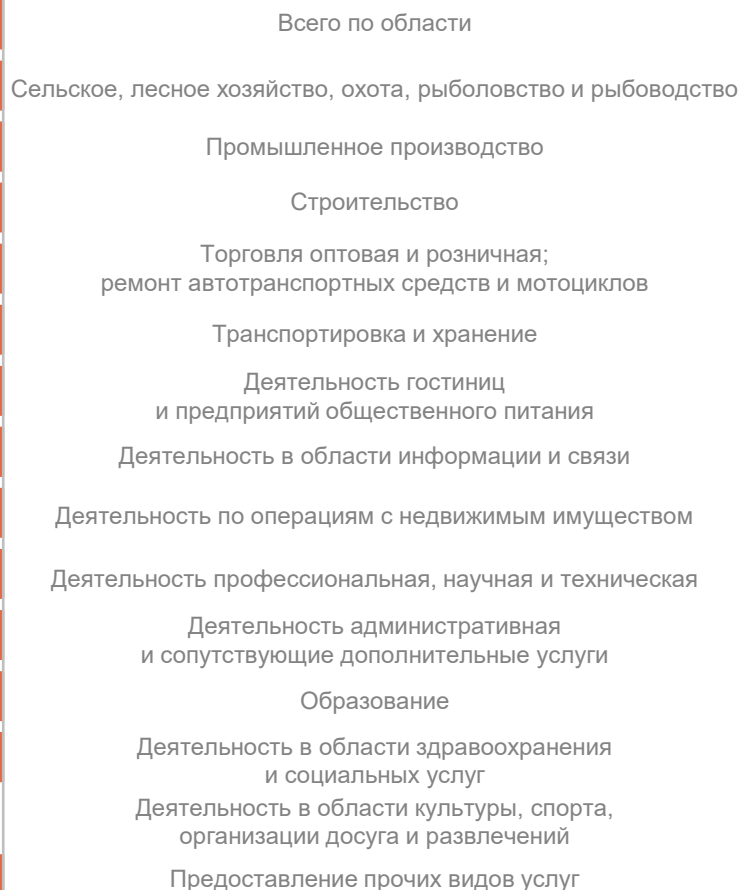 Всего по области
Сельское, лесное хозяйство, охота, рыболовство и рыбоводство
Промышленное производство
Строительство
Торговля оптовая и розничная;
ремонт автотранспортных средств и мотоциклов
Транспортировка и хранение
Деятельность гостиниц
и предприятий общественного питания
Деятельность в области информации и связи
Деятельность по операциям с недвижимым имуществом
Деятельность профессиональная, научная и техническая
Деятельность административная
и сопутствующие дополнительные услуги
Образование
Деятельность в области здравоохранения
и социальных услуг
Деятельность в области культуры, спорта,
организации досуга и развлечений
Предоставление прочих видов услуг